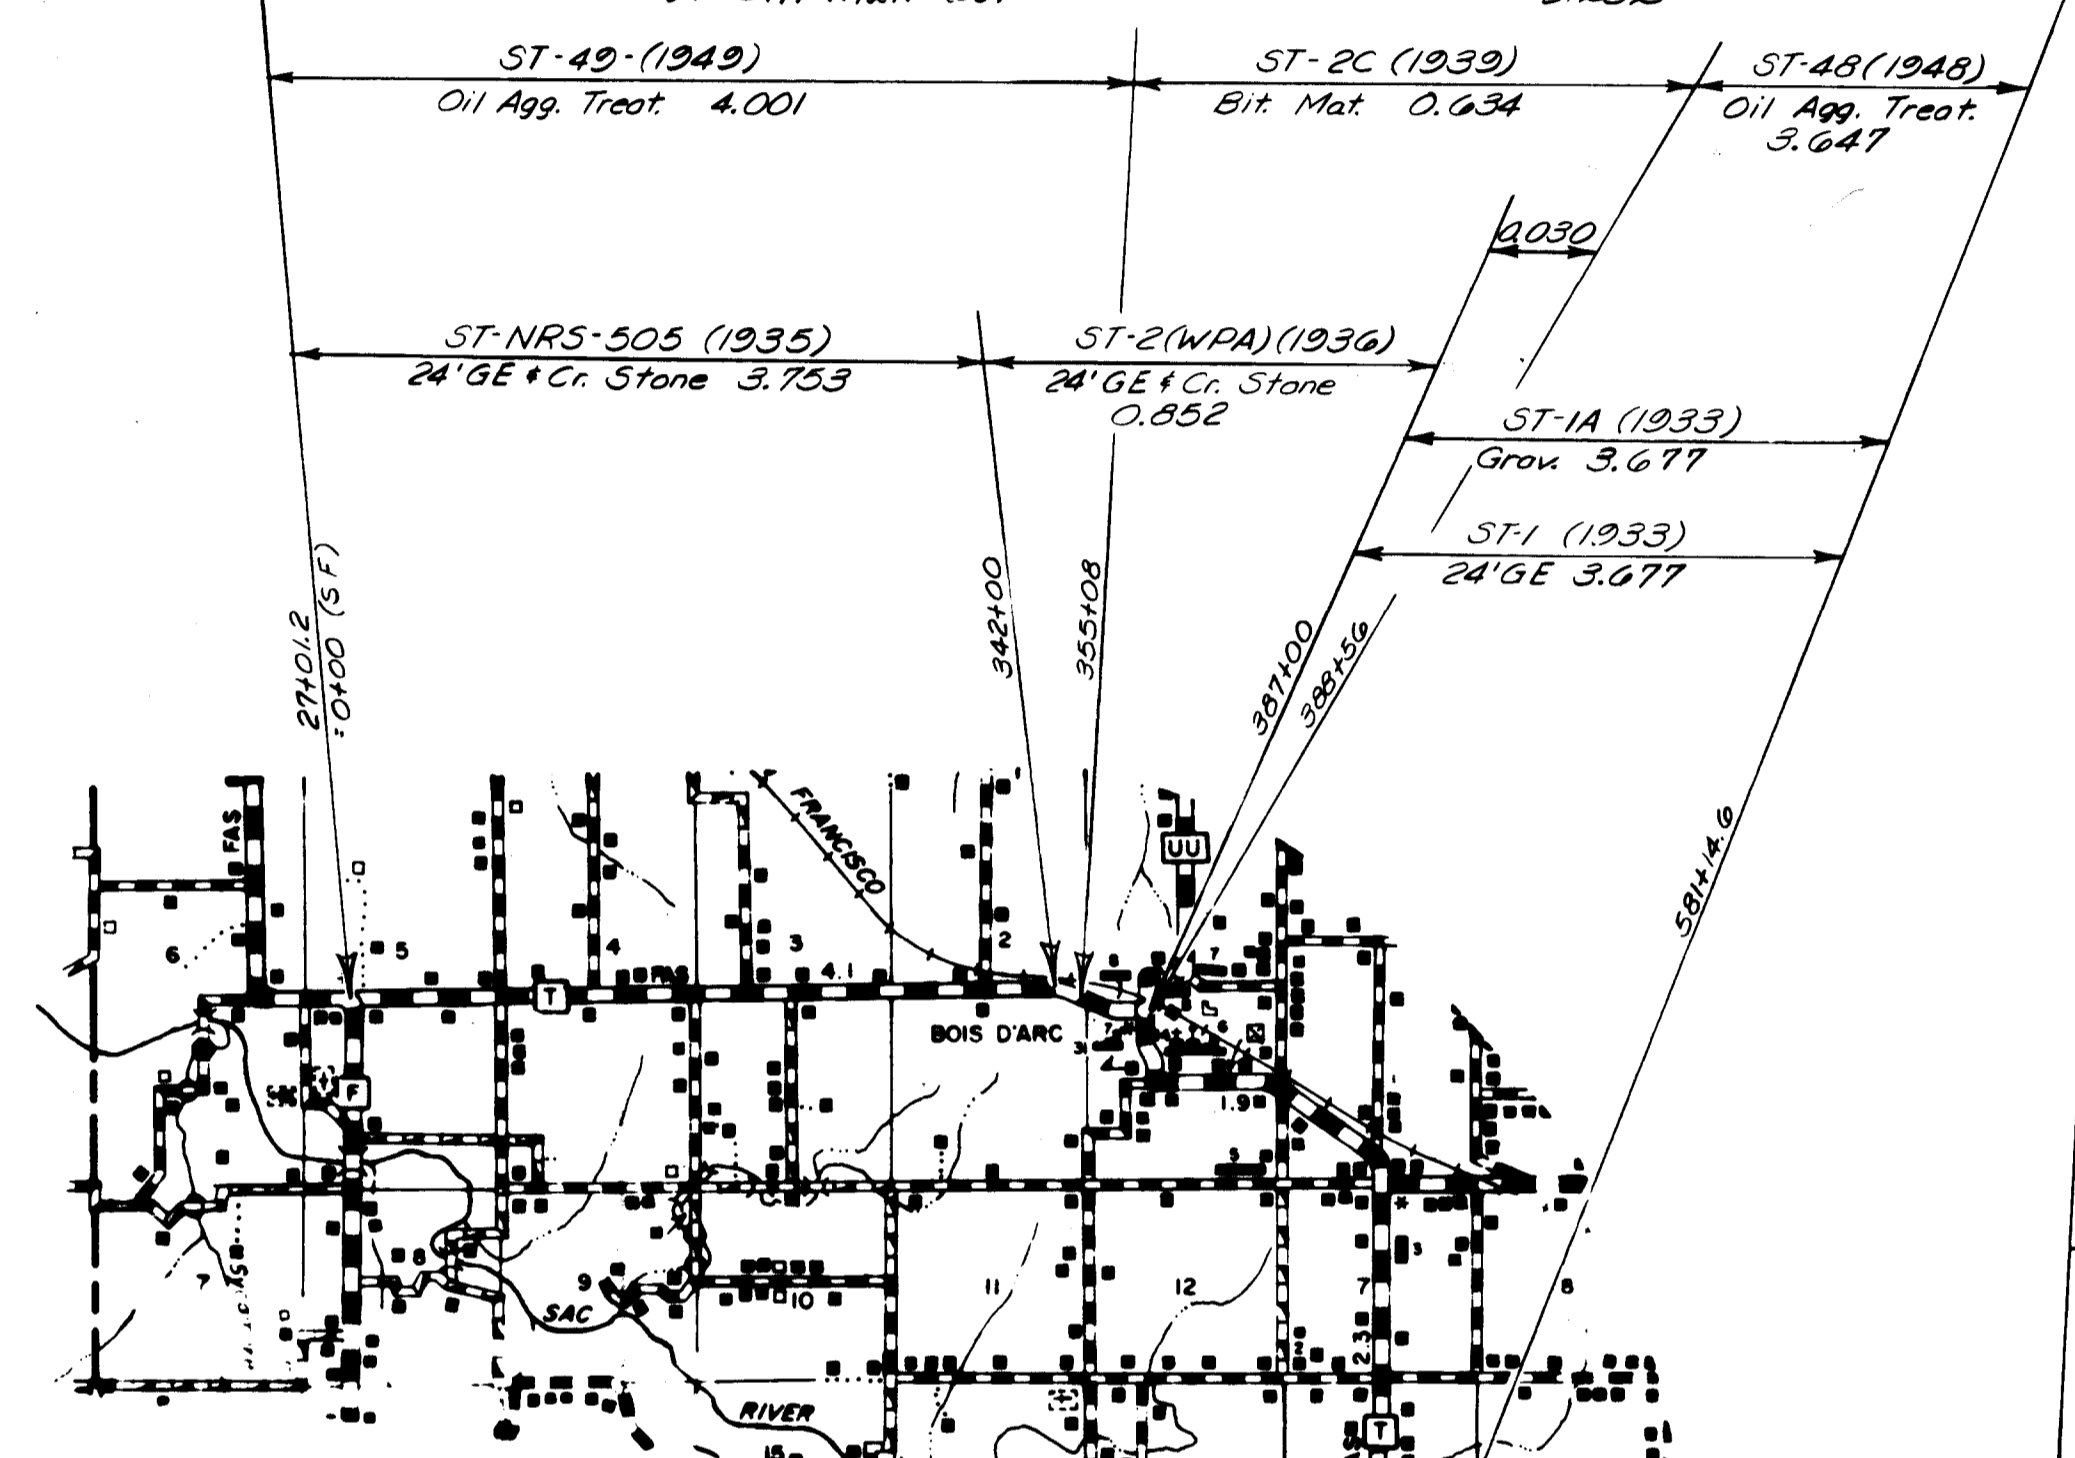 ST-49-(1949)
Oil Agg. Treat. 4.001
ST-2C (1939)
Bit. Mat. 0.634
ST-48(1948)
Oil Agg. Treat.
3.647
0.030
ST-NRS-505 (1935)
24'GE & Cr. Stone 3.753
ST-2(WPA)(1936)
24'GE & Cr. Stone
0.852
ST-1A (1933)
Grav. 3.677
ST-1 (1933)
24'GE 3.677
27+01.2
=0+00 (S F)
342+00
355+08
387+00
388+56
581+14.6
FAS
FRANCISCO
UU
6
5
4
3
2
1
4.1
T
FAS
BOIS D'ARC
F
1.9
7
8
9
10
11
12
7
8
3
5
2.3
SAC
RIVER
T
15